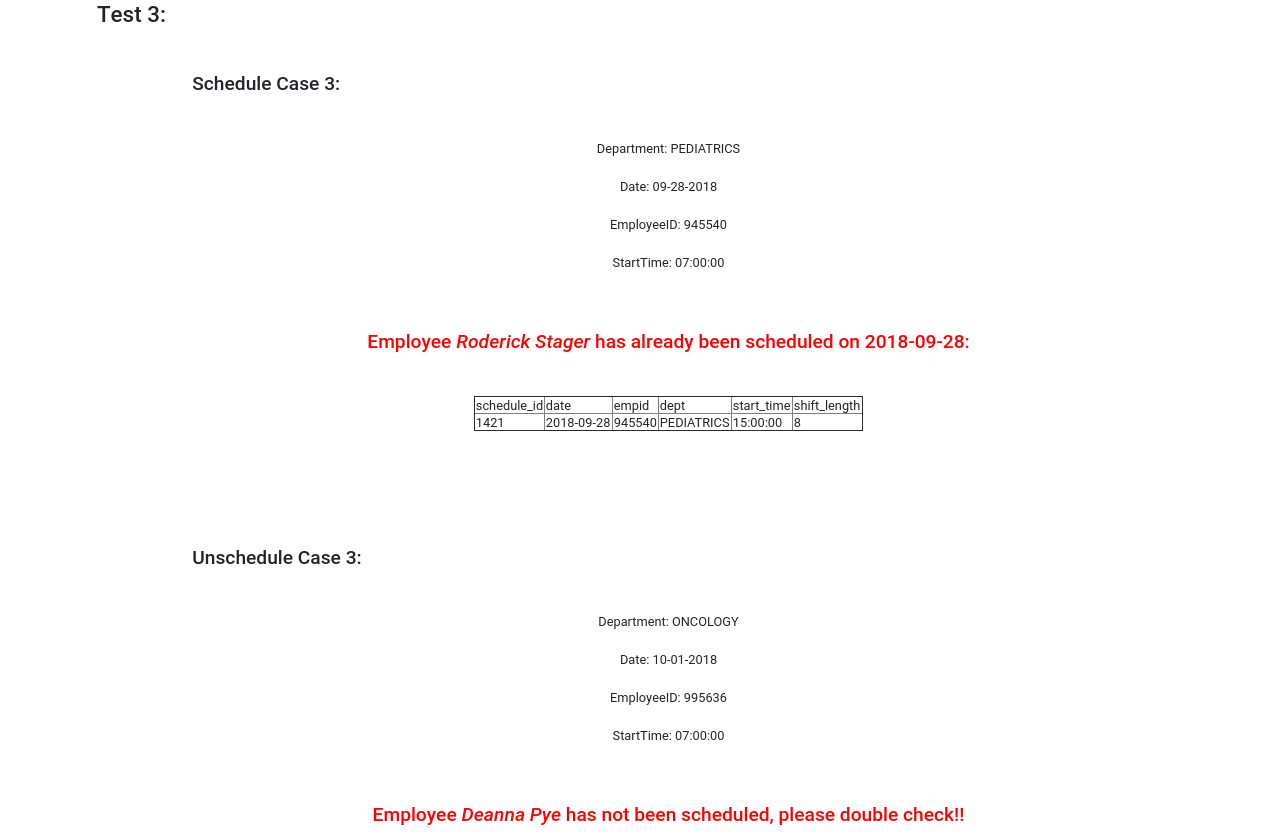 Test 3:
Schedule Case 3:
Department: PEDIATRICS
Date: 09-28-2018
EmployeeID: 945540
StartTime: 07:00:00
Employee Roderick Stager has already been scheduled on 2018-09-28:
schedule_id date empid dept start_time shift_length
1421 2018-09-28 945540 PEDIATRICS 15:00:00 8
Unschedule Case 3:
Department: ONCOLOGY
Date: 10-01-2018
EmployeeID: 995636
StartTime: 07:00:00
Employee Deanna Pye has not been scheduled, please double check!!